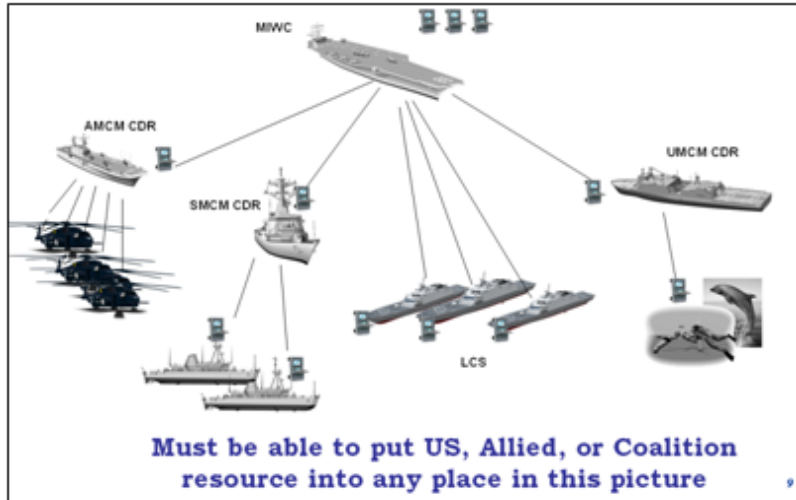 MIWC
AMCM CDR
UMCM CDR
SMCM CDR
LCS
Must be able to put US, Allied, or Coalition
resource into any place in this picture
9